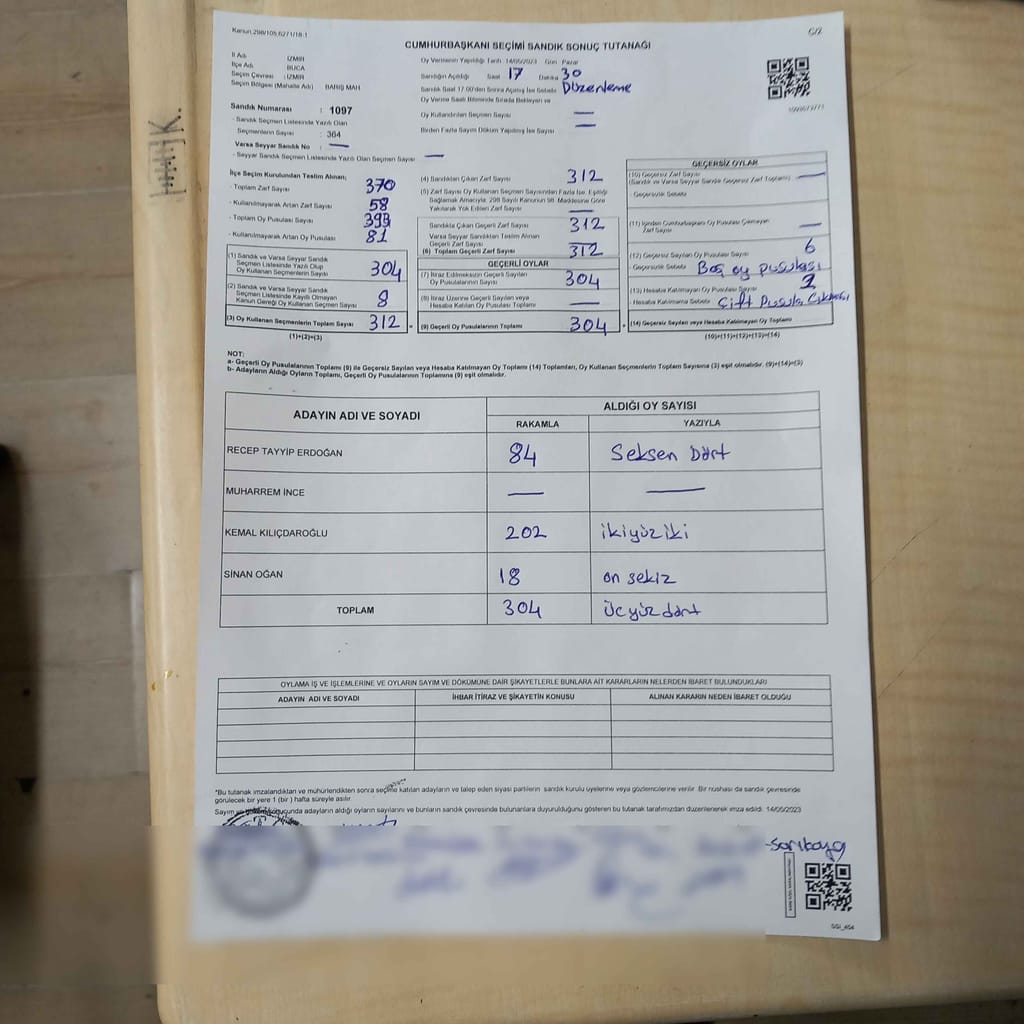 Kanun 298/105,6271/18-1
C/2
CUMHURBAŞKANI SEÇİMİ SANDIK SONUÇ TUTANAĞI
İl Adı İZMİR
İlçe Adı BUCA
Seçim Çevresi : İZMİR
Seçim Bölgesi (Mahalle Adı) BARIŞ MAH
Sandık Numarası : 1097
- Sandık Seçmen Listesinde Yazılı Olan
Seçmenlerin Sayısı : 364
Varsa Seyyar Sandık No : —
- Seyyar Sandık Seçmen Listesinde Yazılı Olan Seçmen Sayısı —
Oy Vermenin Yapıldığı Tarih 14/05/2023 Gün Pazar
Sandığın Açıldığı Saat 17 Dakika 30
Sandık Saat 17.00'den Sonra Açılmış İse Sebebi Düzenleme
Oy Verme Saati Bitiminde Sırada Bekleyen ve
Oy Kullandırılan Seçmen Sayısı —
Birden Fazla Sayım Döküm Yapılmış İse Sayısı —
İlçe Seçim Kurulundan Teslim Alınan;
- Toplam Zarf Sayısı 370
- Kullanılmayarak Artan Zarf Sayısı 58
- Toplam Oy Pusulası Sayısı 393
- Kullanılmayarak Artan Oy Pusulası 81
(1) Sandık ve Varsa Seyyar Sandık
Seçmen Listesinde Yazılı Olup
Oy Kullanan Seçmenlerin Sayısı 304
(2) Sandık ve Varsa Seyyar Sandık
Seçmen Listesinde Kaydı Olmayan
Kanun Gereği Oy Kullanan Seçmen Sayısı 8
(3) Oy Kullanan Seçmenlerin Toplam Sayısı 312 =
(1)+(2)=(3)
(4) Sandıktan Çıkan Zarf Sayısı 312
(5) Zarf Sayısı Oy Kullanan Seçmen Sayısından Fazla İse, Eşitliği
Sağlamak Amacıyla, 298 Sayılı Kanunun 98. Maddesine Göre
Yakılarak Yok Edilen Zarf Sayısı —
Sandıkta Çıkan Geçerli Zarf Sayısı 312
Varsa Seyyar Sandıktan Teslim Alınan
Geçerli Zarf Sayısı —
(6) Toplam Geçerli Zarf Sayısı 312
GEÇERLİ OYLAR
(7) İtiraz Edilmeksizin Geçerli Sayılan
Oy Pusulasının Sayısı 304
(8) İtiraz Üzerine Geçerli Sayılan veya
Hesaba Katılan Oy Pusulası Toplamı —
(9) Geçerli Oy Pusulalarının Toplamı 304 +
GEÇERSİZ OYLAR
(10) Geçersiz Zarf Sayısı —
(Sandık ve Varsa Seyyar Sandık Geçersiz Zarf Toplamı)
- Geçersizlik Sebebi
(11) İçinden Cumhurbaşkanı Oy Pusulası Çıkmayan
Zarf Sayısı —
(12) Geçersiz Sayılan Oy Pusulası Sayısı 6
- Geçersizlik Sebebi Boş oy pusulası
(13) Hesaba Katılmayan Oy Pusulası Sayısı
- Hesaba Katılmama Sebebi Çift Pusula Çıkması
(14) Geçersiz Sayılan veya Hesaba Katılmayan Oy Toplamı
(10)+(11)+(12)+(13)=(14)
NOT:
a- Geçerli Oy Pusulalarının Toplamı (9) ile Geçersiz Sayılan veya Hesaba Katılmayan Oy Toplamı (14) Toplamları, Oy Kullanan Seçmenlerin Toplam Sayısına (3) eşit olmalıdır. (9)+(14)=(3)
b- Adayların Aldığı Oyların Toplamı, Geçerli Oy Pusulalarının Toplamına (9) eşit olmalıdır.
ADAYIN ADI VE SOYADI ALDIĞI OY SAYISI
RAKAMLA YAZIYLA
RECEP TAYYİP ERDOĞAN 84 Seksen Dört
MUHARREM İNCE — —
KEMAL KILIÇDAROĞLU 202 ikiyüz iki
SİNAN OĞAN 18 on sekiz
TOPLAM 304 üçyüz dört
OYLAMA İŞ VE İŞLEMLERİNE VE OYLARIN SAYIM VE DÖKÜMÜNE DAİR ŞİKAYETLERLE BUNLARA AİT KARARLARIN NELERDEN İBARET BULUNDUKLARI
ADAYIN ADI VE SOYADI İHBAR İTİRAZ VE ŞİKAYETİN KONUSU ALINAN KARARIN NEDEN İBARET OLDUĞU
*Bu tutanak imzalandıktan ve mühürlendikten sonra seçime katılan adayların ve talep eden siyasi partilerin sandık kurulu üyelerine veya gözlemcilerine verilir. Bir nüshası da sandık çevresinde
görülecek bir yere 1 (bir ) hafta süreyle asılır.
Sayım ve döküm sonucunda adayların aldığı oyların sayılarını ve bunların sandık çevresinde bulunanlara duyurulduğunu gösteren bu tutanak tarafımızdan düzenlenerek imza edildi. 14/05/2023